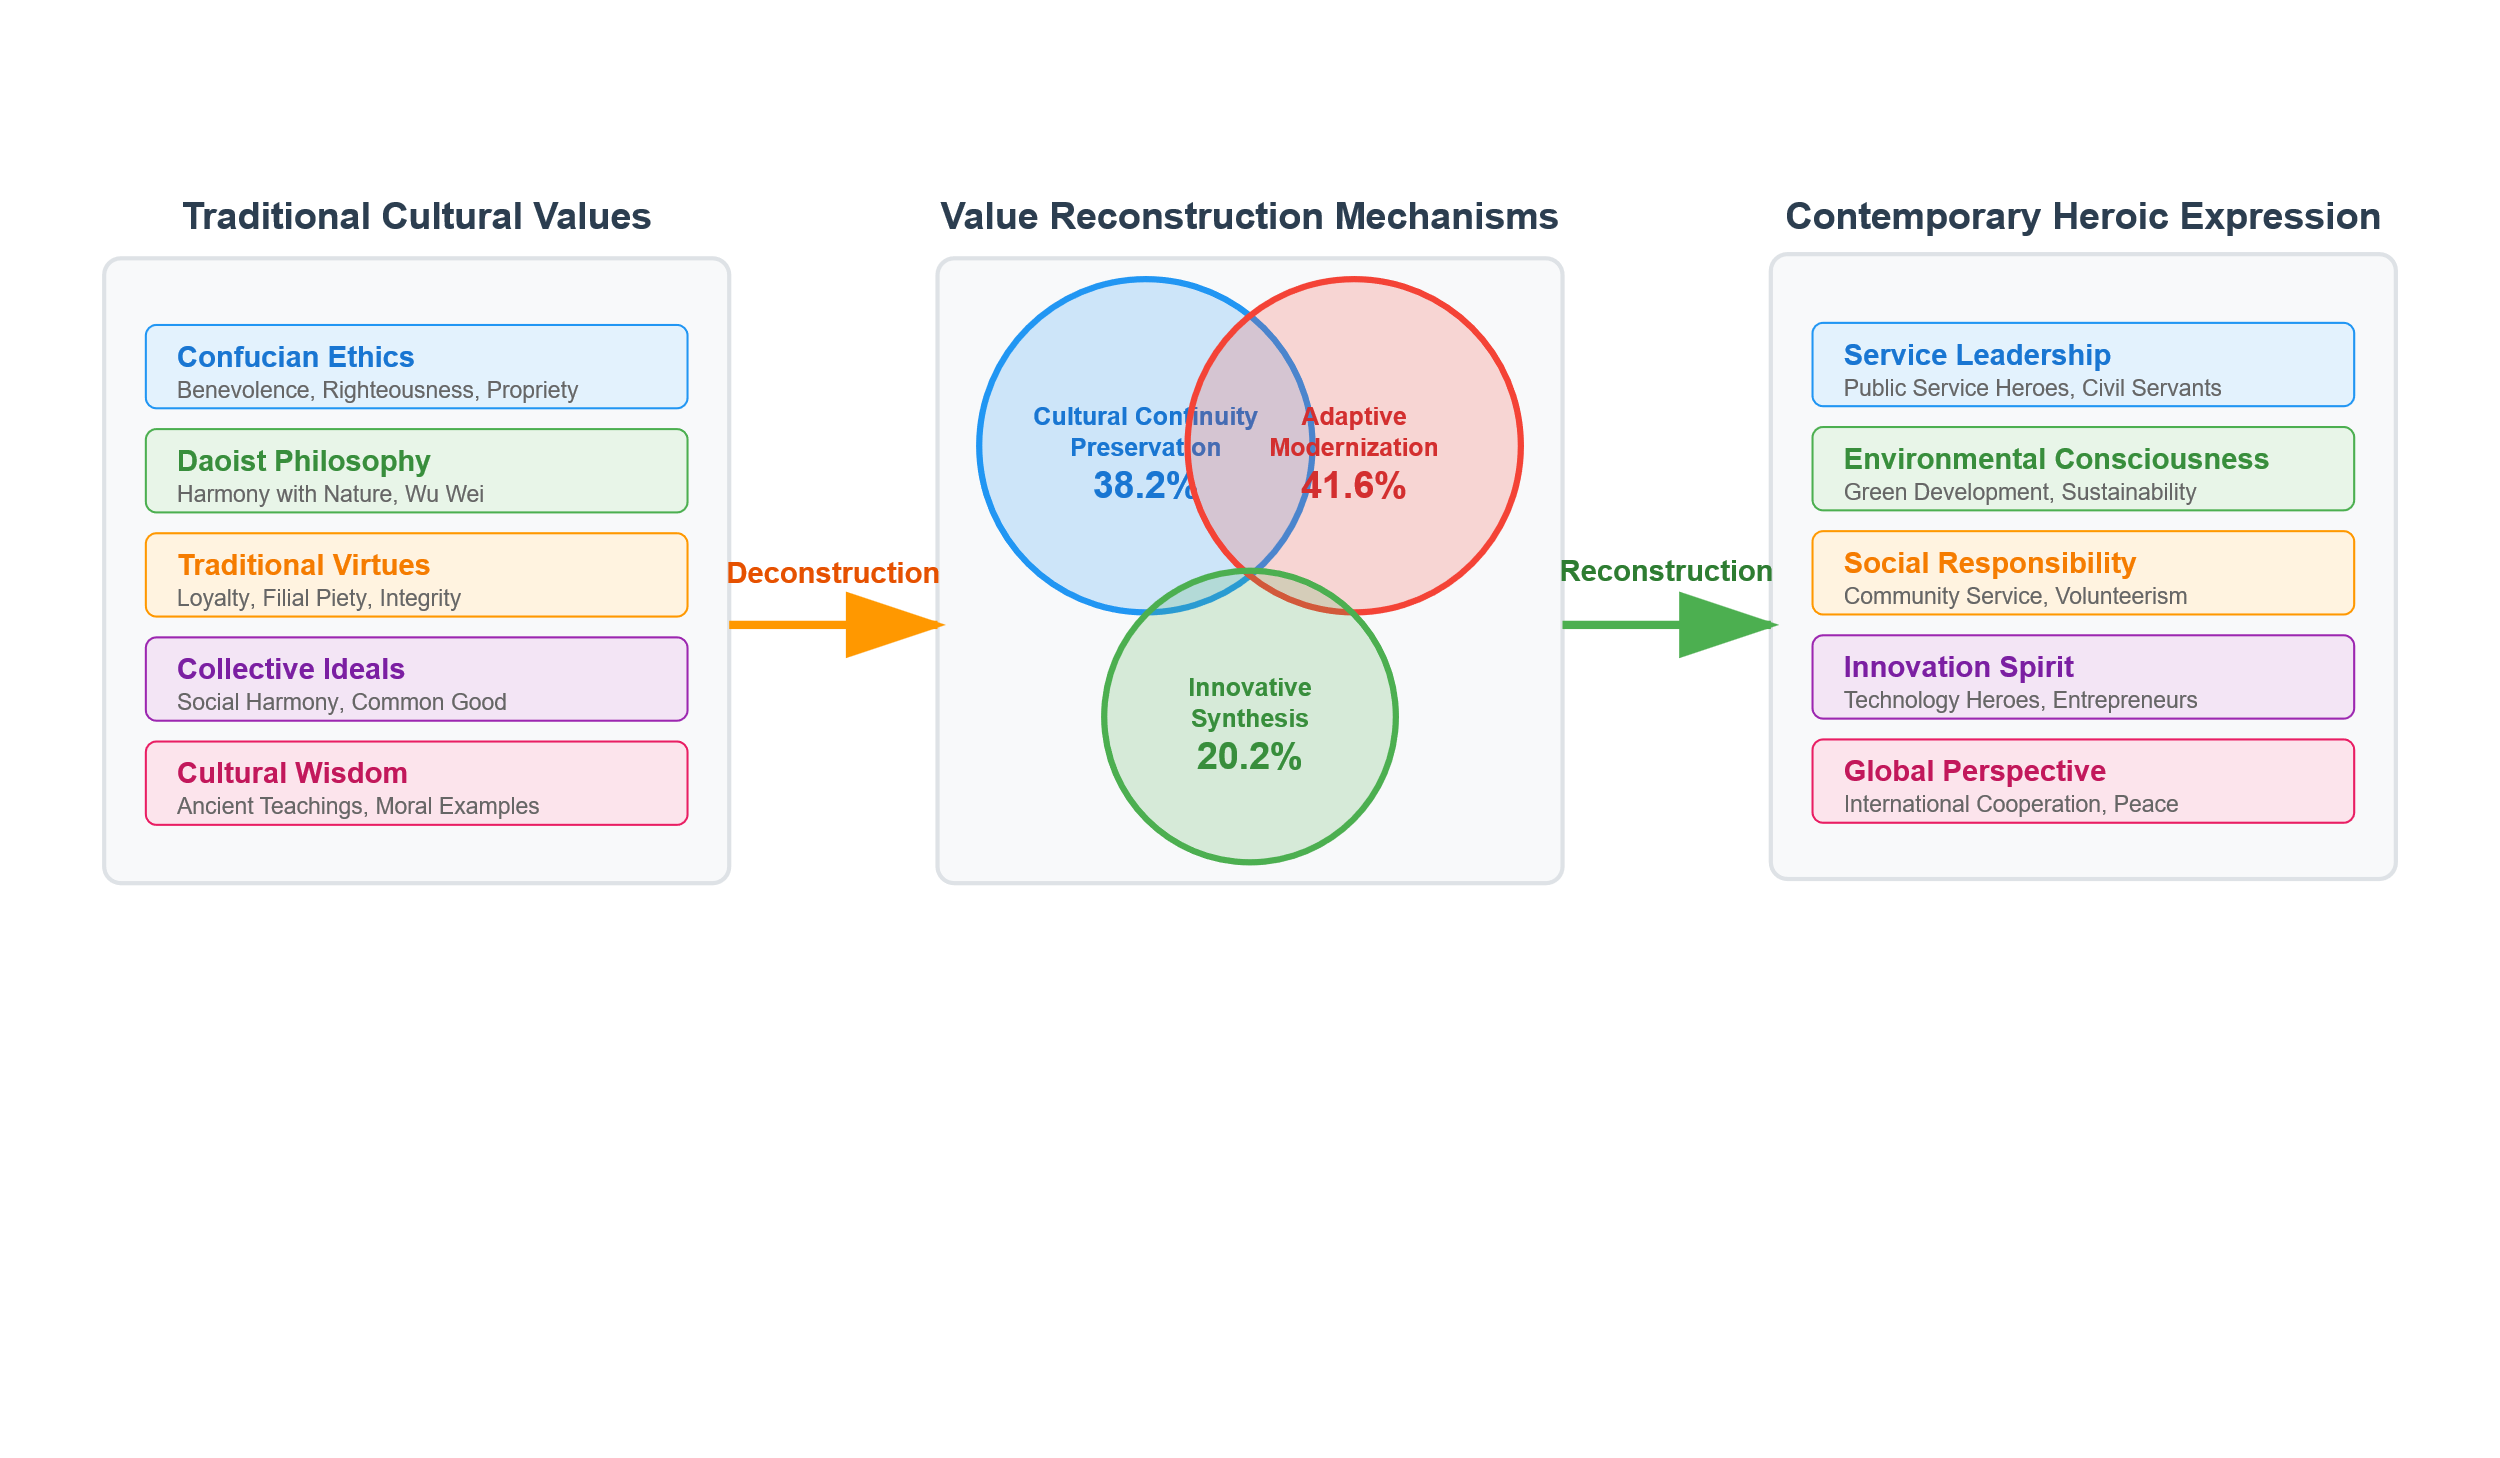 Traditional Cultural Values
Confucian Ethics
Benevolence, Righteousness, Propriety
Daoist Philosophy
Harmony with Nature, Wu Wei
Traditional Virtues
Loyalty, Filial Piety, Integrity
Collective Ideals
Social Harmony, Common Good
Cultural Wisdom
Ancient Teachings, Moral Examples
Deconstruction
Value Reconstruction Mechanisms
Cultural Continuity
Preservation
38.2%
Adaptive
Modernization
41.6%
Innovative
Synthesis
20.2%
Reconstruction
Contemporary Heroic Expression
Service Leadership
Public Service Heroes, Civil Servants
Environmental Consciousness
Green Development, Sustainability
Social Responsibility
Community Service, Volunteerism
Innovation Spirit
Technology Heroes, Entrepreneurs
Global Perspective
International Cooperation, Peace